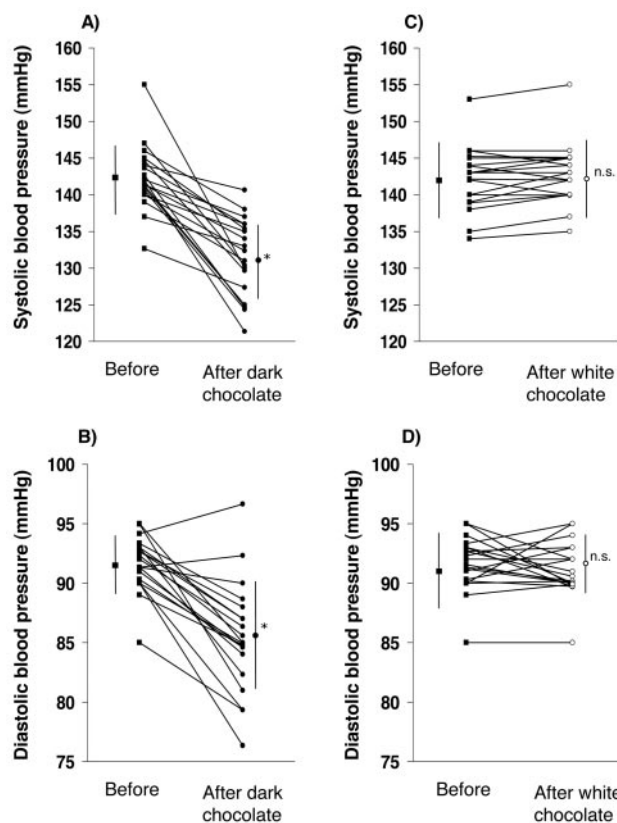 A)
Systolic blood pressure (mmHg)
160
155
150
145
140
135
130
125
120
*
Before
After dark
chocolate
C)
Systolic blood pressure (mmHg)
160
155
150
145
140
135
130
125
120
n.s.
Before
After white
chocolate
B)
Diastolic blood pressure (mmHg)
100
95
90
85
80
75
*
Before
After dark
chocolate
D)
Diastolic blood pressure (mmHg)
100
95
90
85
80
75
n.s.
Before
After white
chocolate